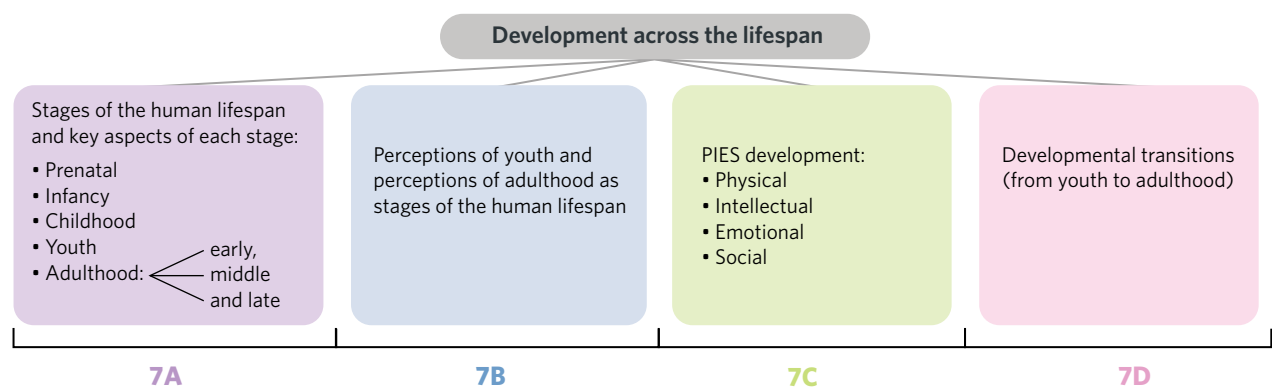 Development across the lifespan
Stages of the human lifespan
and key aspects of each stage:
• Prenatal
• Infancy
• Childhood
• Youth
• Adulthood:
early,
middle
and late
Perceptions of youth and
perceptions of adulthood as
stages of the human lifespan
PIES development:
• Physical
• Intellectual
• Emotional
• Social
Developmental transitions
(from youth to adulthood)
7A
7B
7C
7D